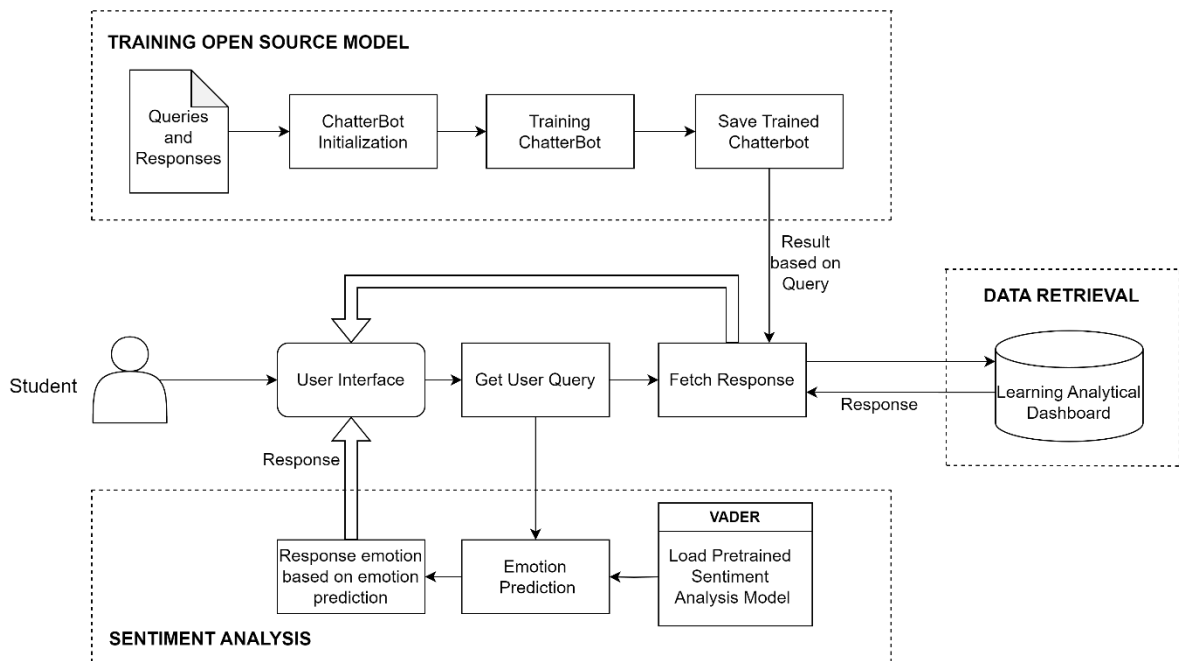 TRAINING OPEN SOURCE MODEL
Queries
and
Responses
ChatterBot
Initialization
Training
ChatterBot
Save Trained
Chatterbot
Result
based on
Query
DATA RETRIEVAL
Student
User Interface
Get User Query
Fetch Response
Response
Learning Analytical
Dashboard
Response
VADER
Response emotion
based on emotion
prediction
Emotion
Prediction
Load Pretrained
Sentiment
Analysis Model
SENTIMENT ANALYSIS